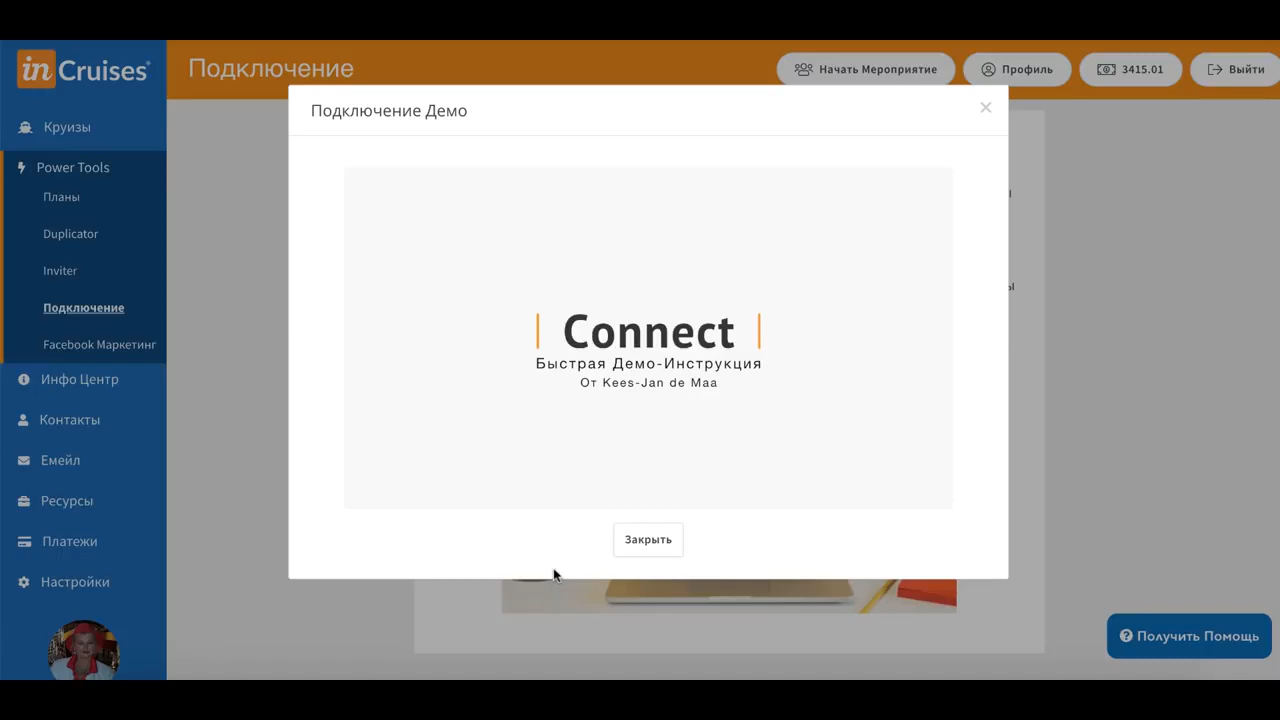 inCruises®
Подключение
Начать Мероприятие
Профиль
3415.01
Выйти
Круизы
Power Tools
Планы
Duplicator
Inviter
Подключение
Facebook Маркетинг
Инфо Центр
Контакты
Емейл
Ресурсы
Платежи
Настройки
Подключение Демо
×
Connect
Быстрая Демо-Инструкция
От Kees-Jan de Maa
Закрыть
Получить Помощь